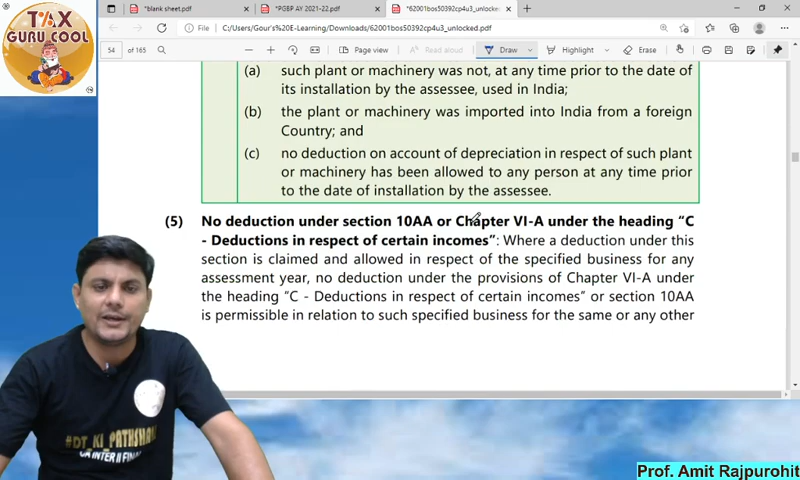 TAX
GURU COOL
*blank sheet.pdf
*PGBP AY 2021-22.pdf
*62001bos50392cp4u3_unlocked.pdf
File
C:/Users/Gour's%20E-Learning/Downloads/62001bos50392cp4u3_unlocked.pdf
54
of 165
Page view
Read aloud
Draw
Highlight
Erase
(a) such plant or machinery was not, at any time prior to the date of
its installation by the assessee, used in India;
(b) the plant or machinery was imported into India from a foreign
Country; and
(c) no deduction on account of depreciation in respect of such plant
or machinery has been allowed to any person at any time prior
to the date of installation by the assessee.
(5) No deduction under section 10AA or Chapter VI-A under the heading “C
- Deductions in respect of certain incomes”: Where a deduction under this
section is claimed and allowed in respect of the specified business for any
assessment year, no deduction under the provisions of Chapter VI-A under
the heading “C - Deductions in respect of certain incomes” or section 10AA
is permissible in relation to such specified business for the same or any other
#DT_KI_PATHSHALA
CA INTER II FINAL
Prof. Amit Rajpurohit